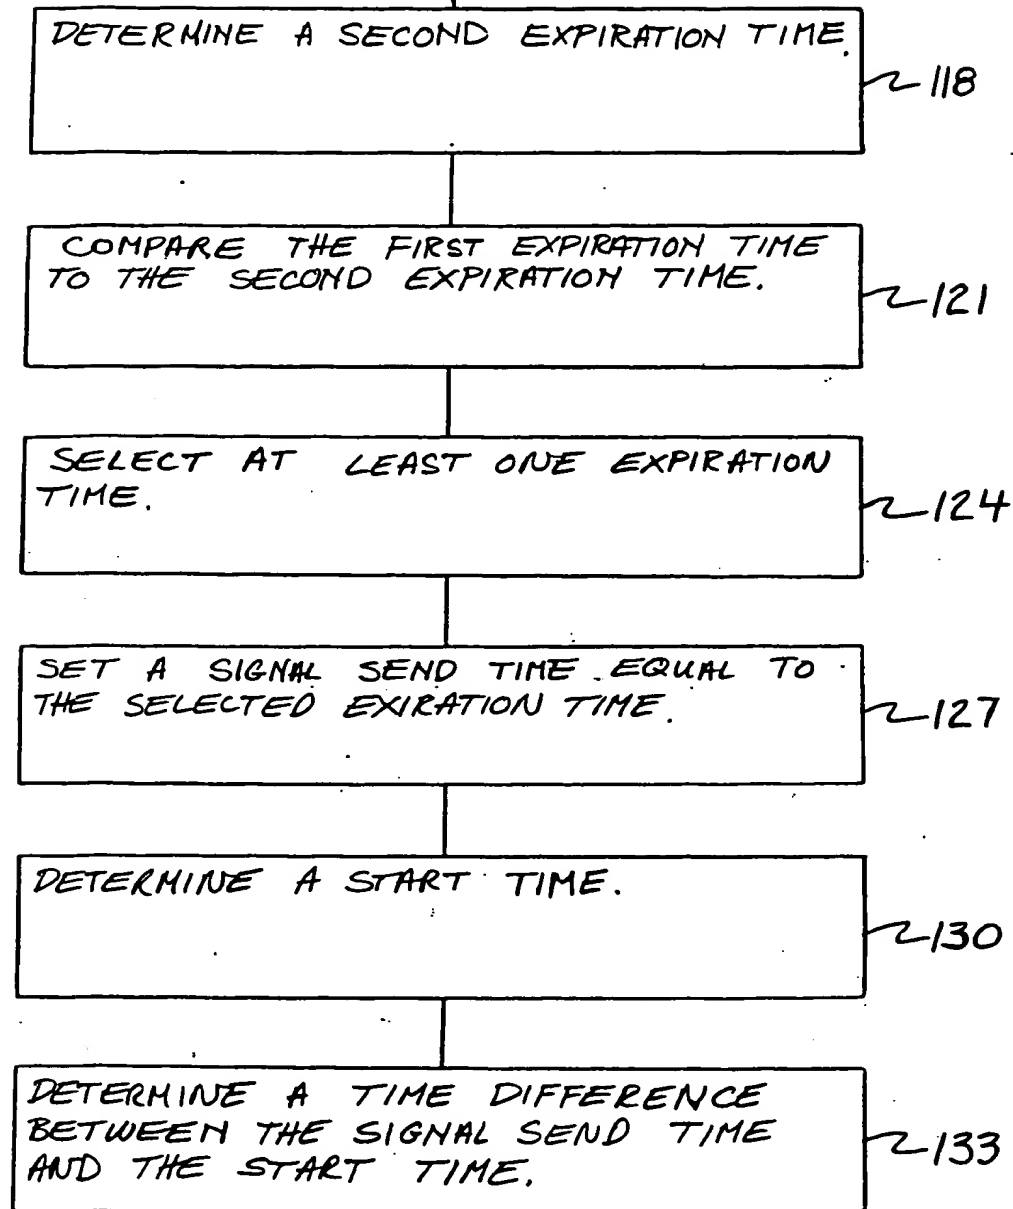 DETERMINE A SECOND EXPIRATION TIME.
118
COMPARE THE FIRST EXPIRATION TIME
TO THE SECOND EXPIRATION TIME.
121
SELECT AT LEAST ONE EXPIRATION
TIME.
124
SET A SIGNAL SEND TIME EQUAL TO
THE SELECTED EXIRATION TIME.
127
DETERMINE A START TIME.
130
DETERMINE A TIME DIFFERENCE
BETWEEN THE SIGNAL SEND TIME
AND THE START TIME.
133